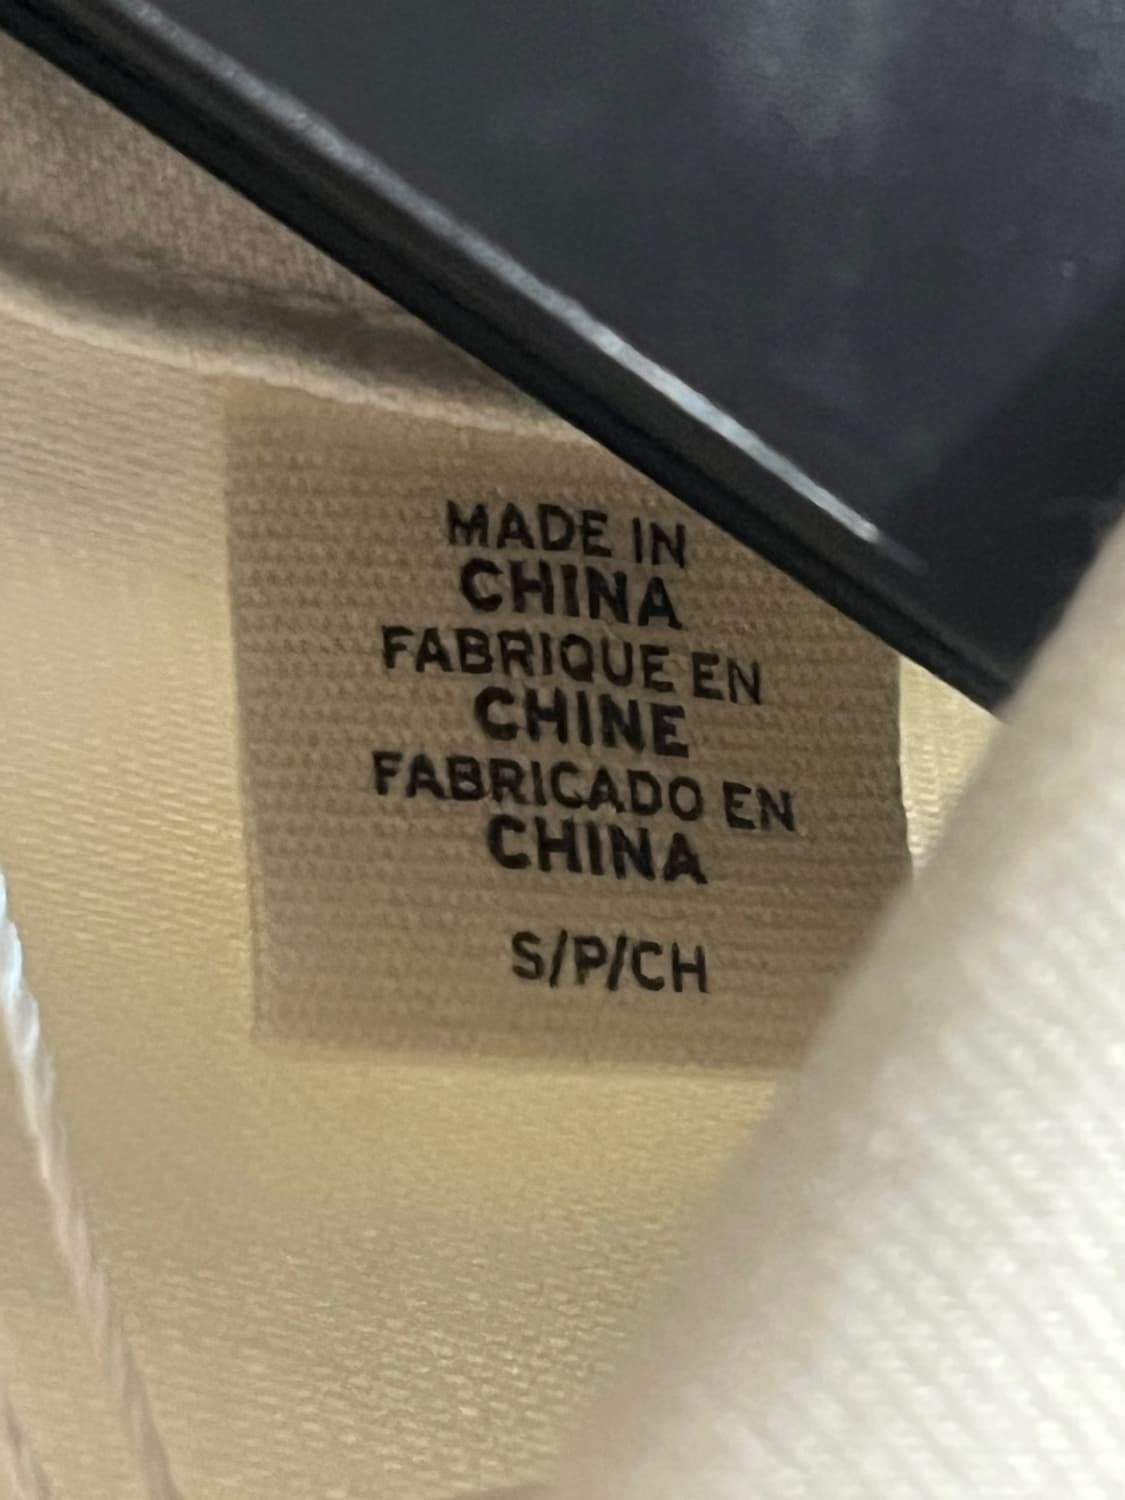 MADE IN
CHINA
FABRIQUE EN
CHINE
FABRICADO EN
CHINA
S/P/CH